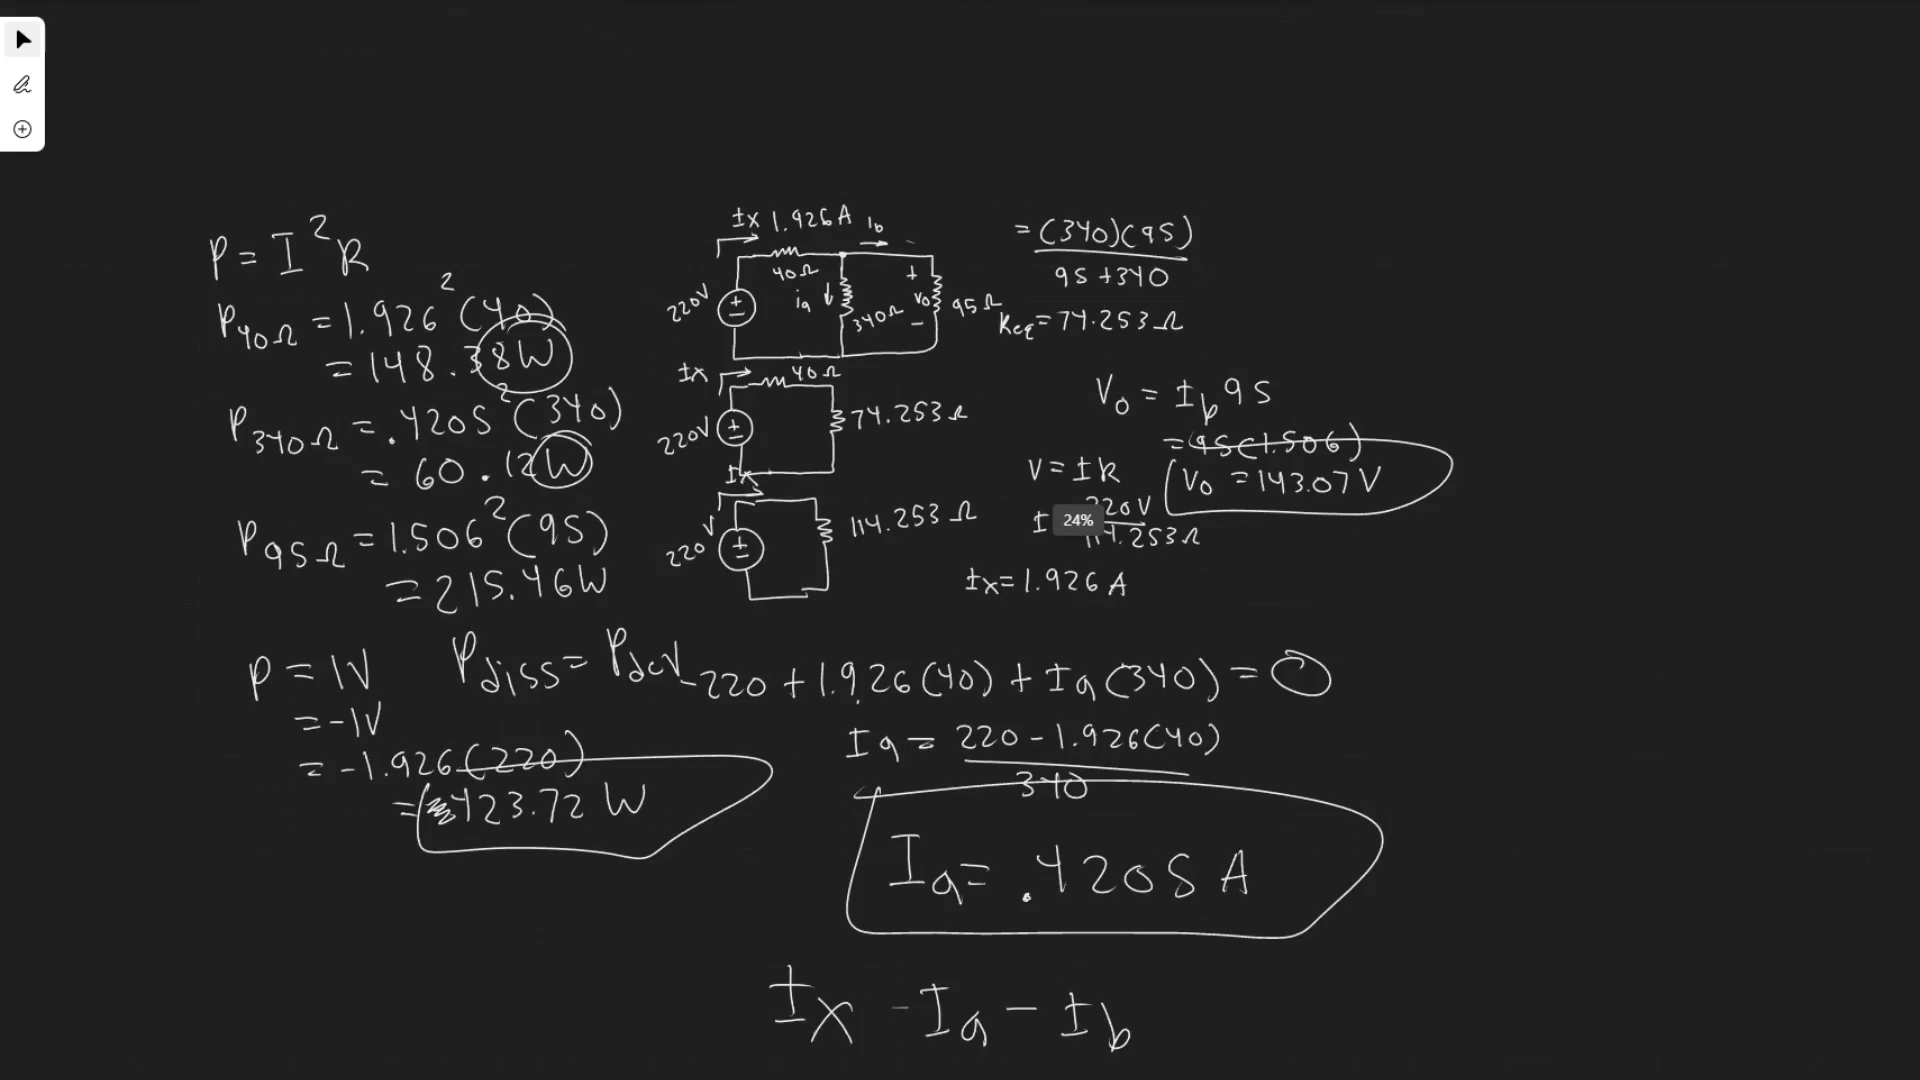 P = I²R
P40Ω = 1.926²(40)
= 148.38W
P340Ω = .4205²(340)
= 60.12W
P95Ω = 1.506²(95)
= 215.46W
P = IV
= -IV
= -1.926(220)
= 423.72 W
Pdiss = Pdev
Ix 1.926A Ib
40Ω
220V
+
-
ia
340Ω
+
Vo
-
95Ω
Ix
40Ω
220V
+
-
74.253Ω
Ix
220V
+
-
114.253Ω
= (340)(95)
95+340
Req = 74.253Ω
Vo = Ib95
= 95(1.506)
Vo = 143.07V
V = IR
I
24%
220V
114.253Ω
Ix = 1.926 A
-220 + 1.926(40) + Ia(340) = 0
Ia = 220 - 1.926(40)
340
Ia = .4205 A
Ix - Ia - Ib